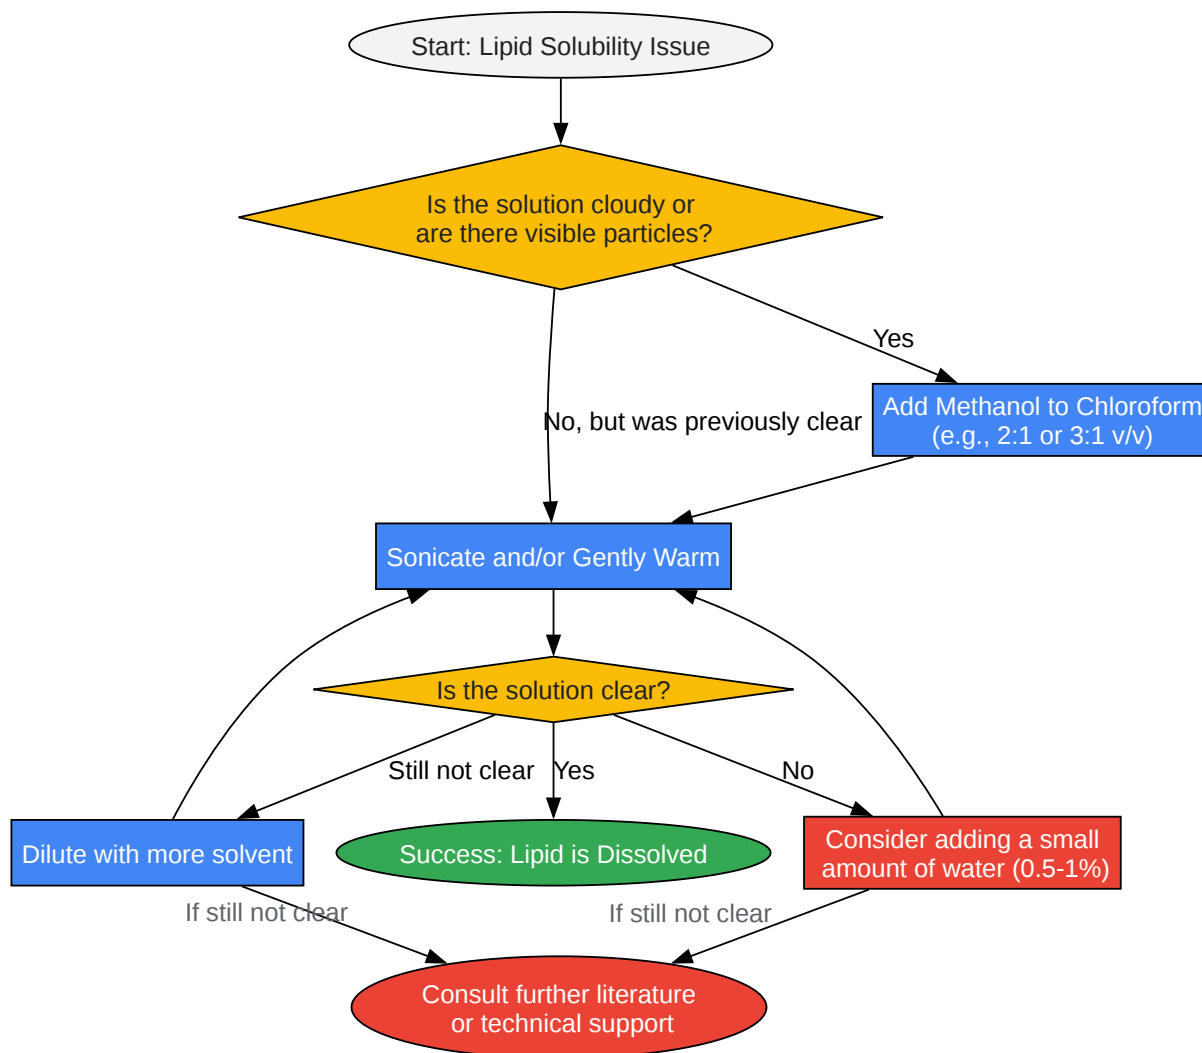 Start: Lipid Solubility Issue
Is the solution cloudy or
are there visible particles?
Yes
No, but was previously clear
Add Methanol to Chloroform
(e.g., 2:1 or 3:1 v/v)
Sonicate and/or Gently Warm
Is the solution clear?
Still not clear
Yes
No
Dilute with more solvent
Success: Lipid is Dissolved
Consider adding a small
amount of water (0.5-1%)
If still not clear
If still not clear
Consult further literature
or technical support